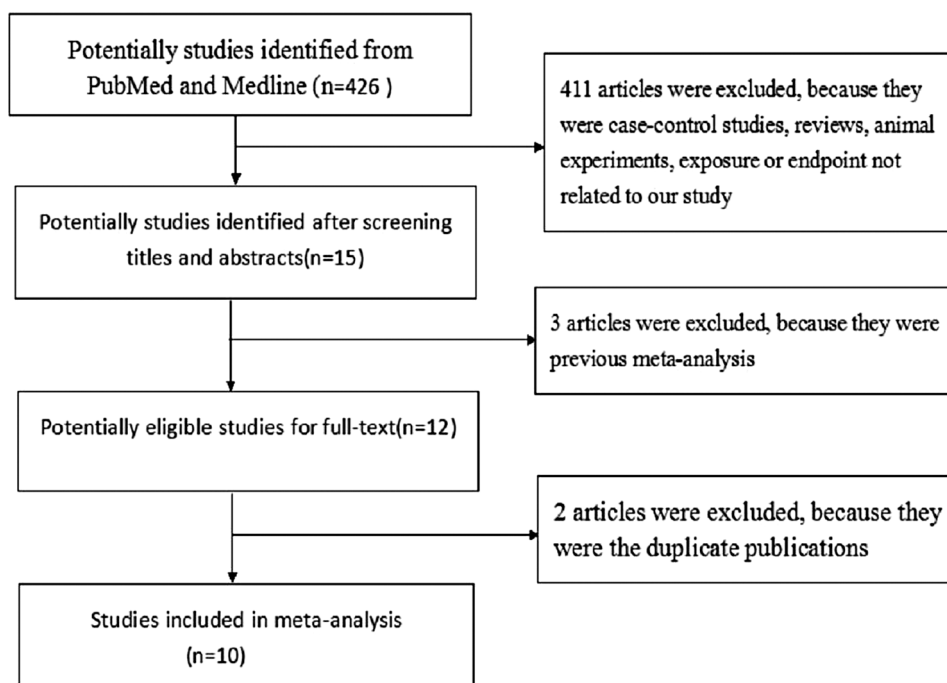 Potentially studies identified from
PubMed and Medline (n=426 )
411 articles were excluded, because they
were case-control studies, reviews, animal
experiments, exposure or endpoint not
related to our study
Potentially studies identified after screening
titles and abstracts(n=15)
3 articles were excluded, because they were
previous meta-analysis
Potentially eligible studies for full-text(n=12)
2 articles were excluded, because they
were the duplicate publications
Studies included in meta-analysis
(n=10)